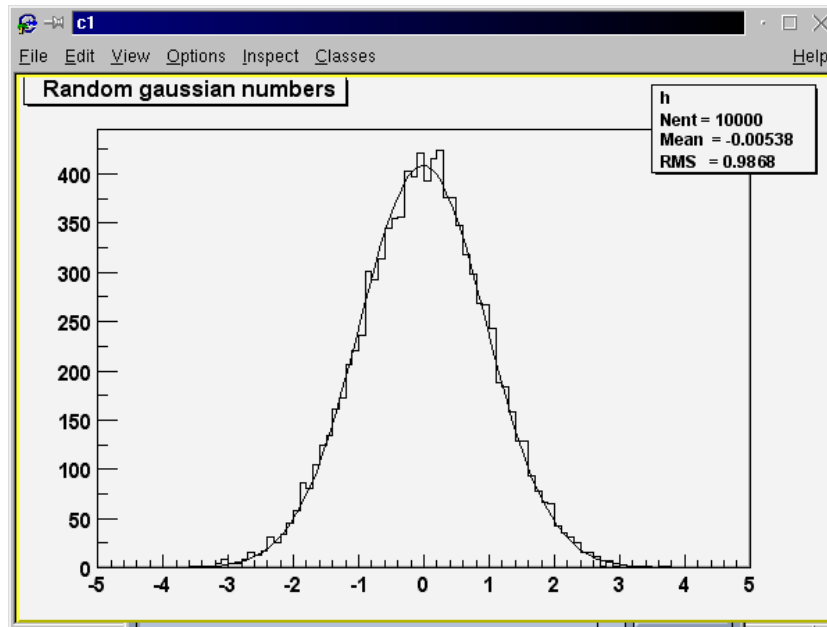 c1
File Edit View Options Inspect Classes Help
Random gaussian numbers
h
Nent = 10000
Mean = -0.00538
RMS = 0.9868
400
350
300
250
200
150
100
50
0
-5 -4 -3 -2 -1 0 1 2 3 4 5